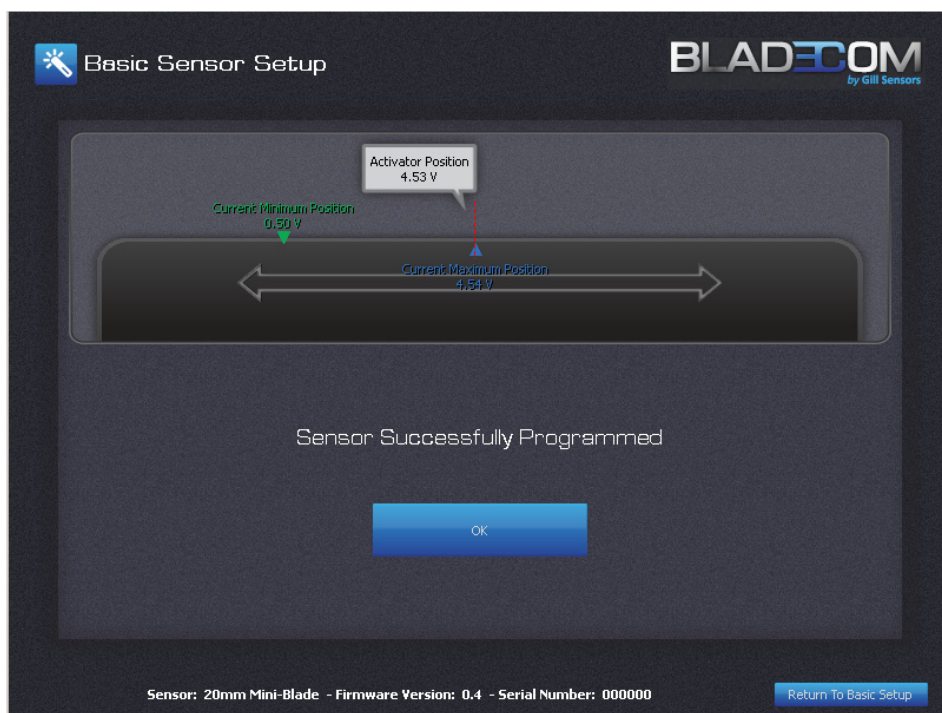 Basic Sensor Setup
BLADECOM
by Gill Sensors
Activator Position
4.53 V
Current Minimum Position
0.50 V
Current Maximum Position
4.54 V
Sensor Successfully Programmed
OK
Sensor: 20mm Mini-Blade - Firmware Version: 0.4 - Serial Number: 000000
Return To Basic Setup